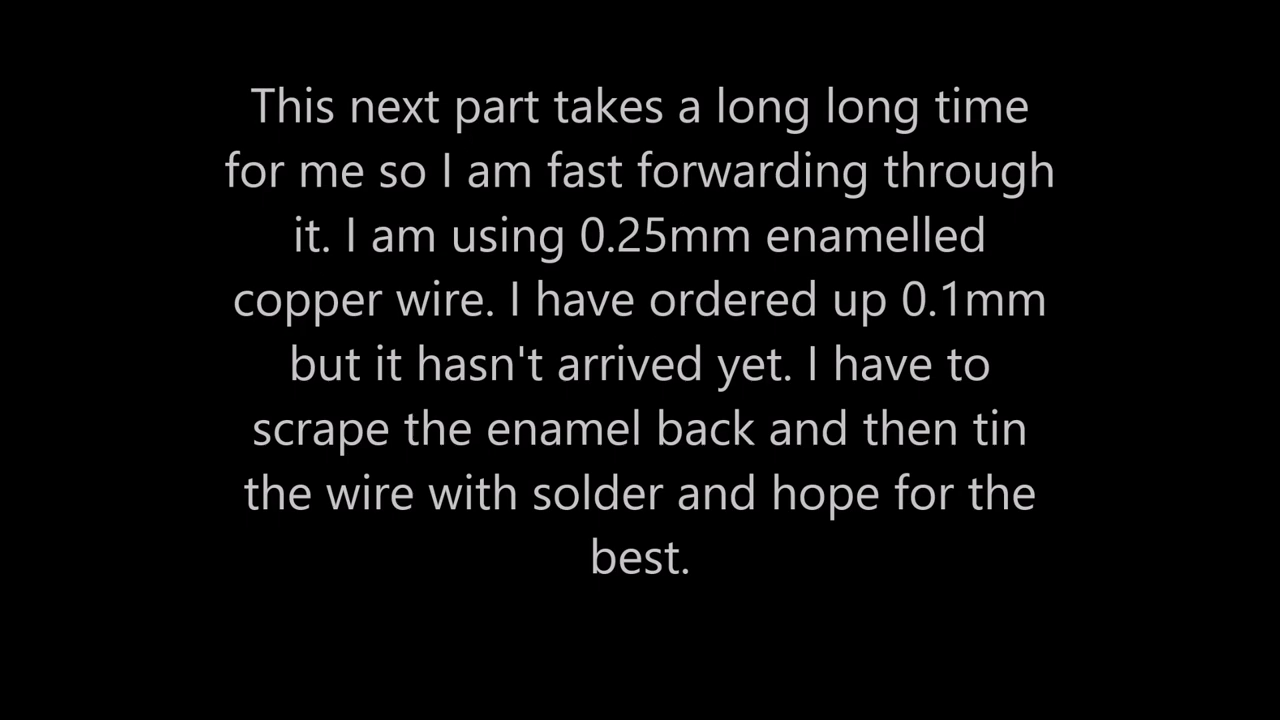 This next part takes a long long time
for me so I am fast forwarding through
it. I am using 0.25mm enamelled
copper wire. I have ordered up 0.1mm
but it hasn't arrived yet. I have to
scrape the enamel back and then tin
the wire with solder and hope for the
best.